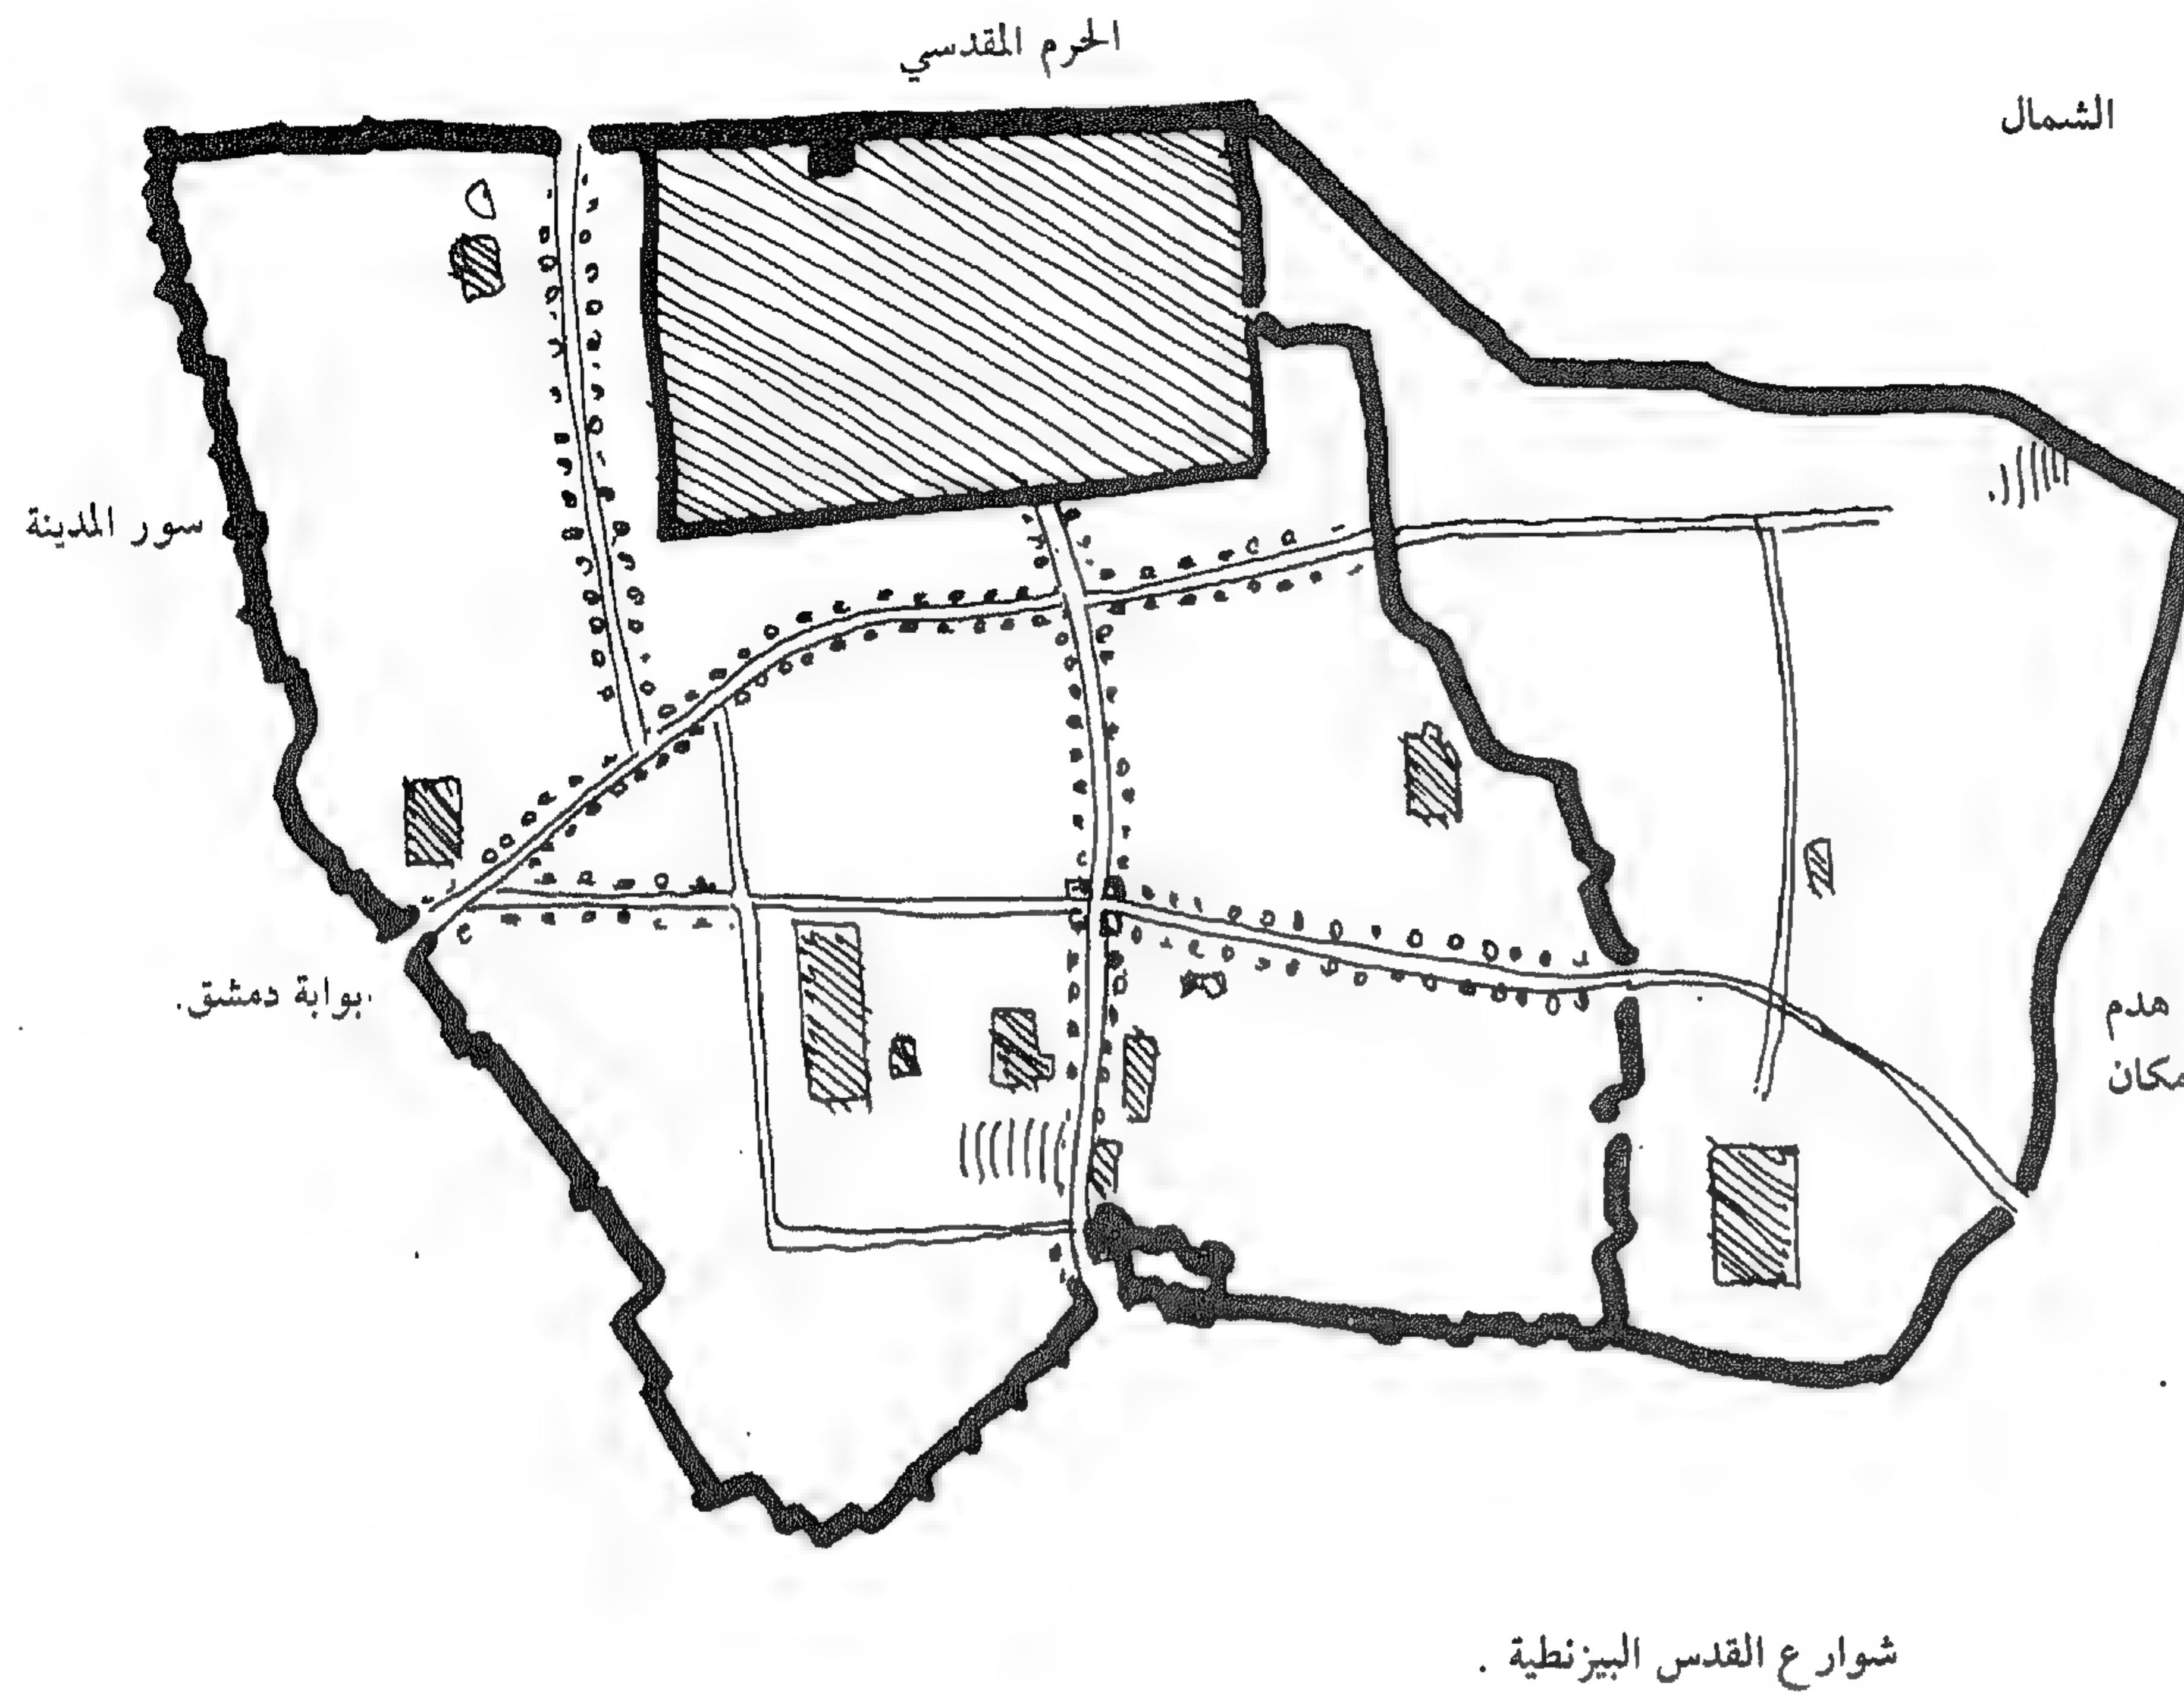 الحرم المقدسي
الشمال
سور المدينة
بوابة دمشق.
هدم
مكان
شوارع القدس البيزنطية .